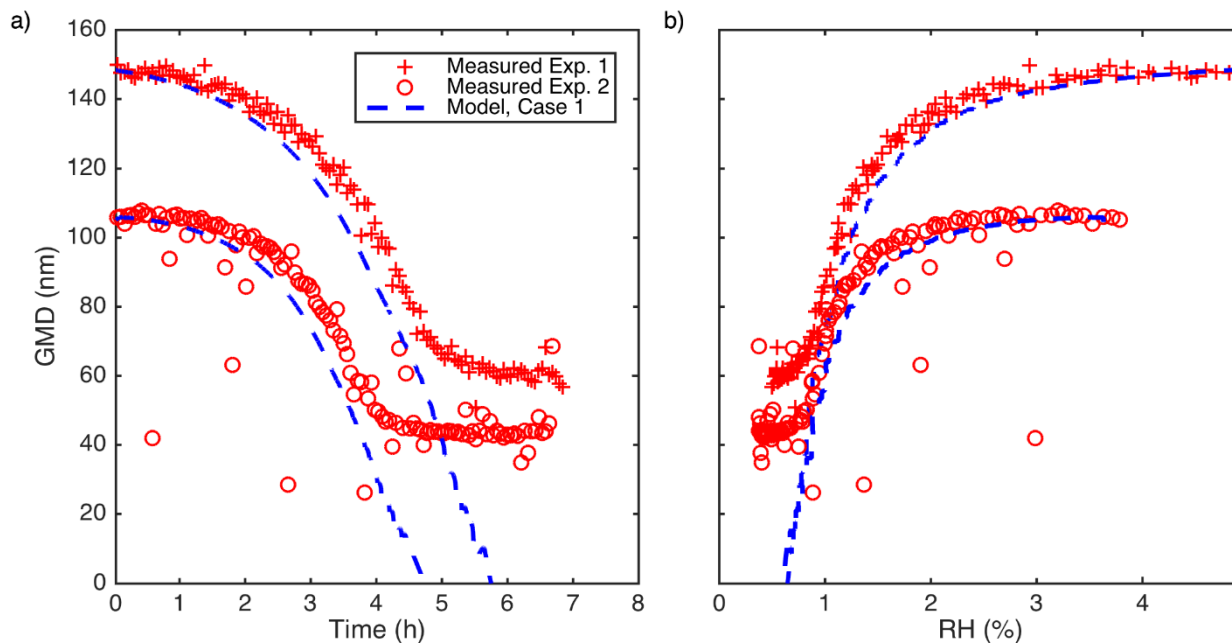 a)
b)
160
140
120
100
80
60
40
20
0
GMD (nm)
Measured Exp. 1
Measured Exp. 2
Model, Case 1
0 1 2 3 4 5 6 7 8
Time (h)
0 1 2 3 4
RH (%)